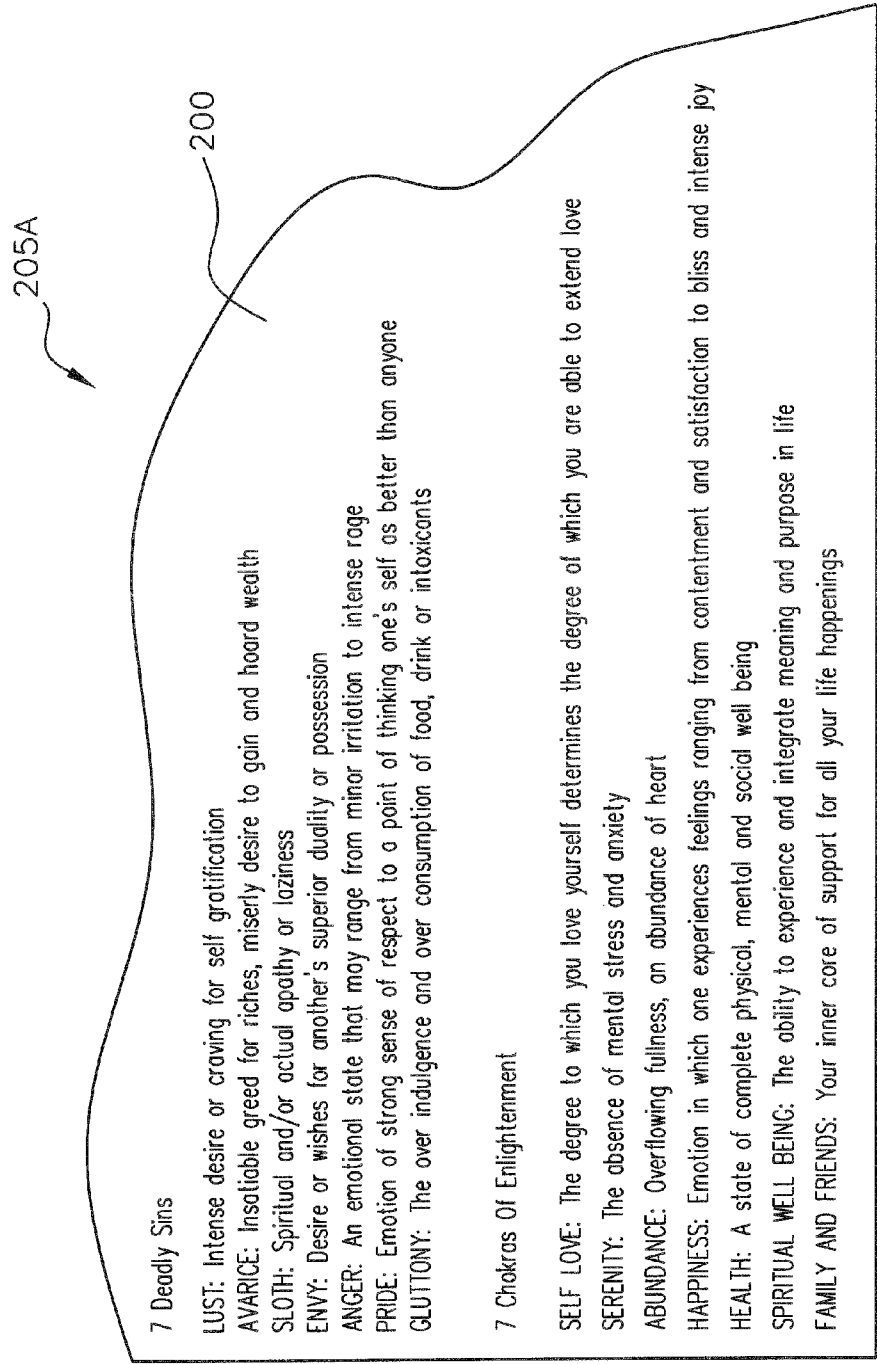 205A
200
7 Deadly Sins
LUST: Intense desire or craving for self gratification
AVARICE: Insatiable greed for riches, miserly desire to gain and hoard wealth
SLOTH: Spiritual and/or actual apathy or laziness
ENVY: Desire or wishes for another's superior duality or possession
ANGER: An emotional state that may range from minor irritation to intense rage
PRIDE: Emotion of strong sense of respect to a point of thinking one's self as better than anyone
GLUTTONY: The over indulgence and over consumption of food, drink or intoxicants
7 Chakras Of Enlightenment
SELF LOVE: The degree to which you love yourself determines the degree of which you are able to extend love
SERENITY: The absence of mental stress and anxiety
ABUNDANCE: Overflowing fullness, an abundance of heart
HAPPINESS: Emotion in which one experiences feelings ranging from contentment and satisfaction to bliss and intense joy
HEALTH: A state of complete physical, mental and social well being
SPIRITUAL WELL BEING: The ability to experience and integrate meaning and purpose in life
FAMILY AND FRIENDS: Your inner core of support for all your life happenings